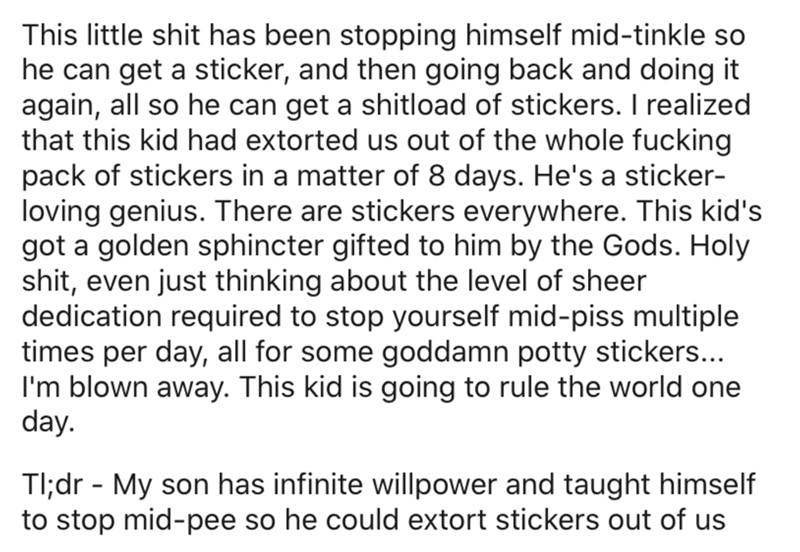 This little shit has been stopping himself mid-tinkle so
he can get a sticker, and then going back and doing it
again, all so he can get a shitload of stickers. I realized
that this kid had extorted us out of the whole fucking
pack of stickers in a matter of 8 days. He's a sticker-
loving genius. There are stickers everywhere. This kid's
got a golden sphincter gifted to him by the Gods. Holy
shit, even just thinking about the level of sheer
dedication required to stop yourself mid-piss multiple
times per day, all for some goddamn potty stickers...
I'm blown away. This kid is going to rule the world one
day.
Tl;dr - My son has infinite willpower and taught himself
to stop mid-pee so he could extort stickers out of us